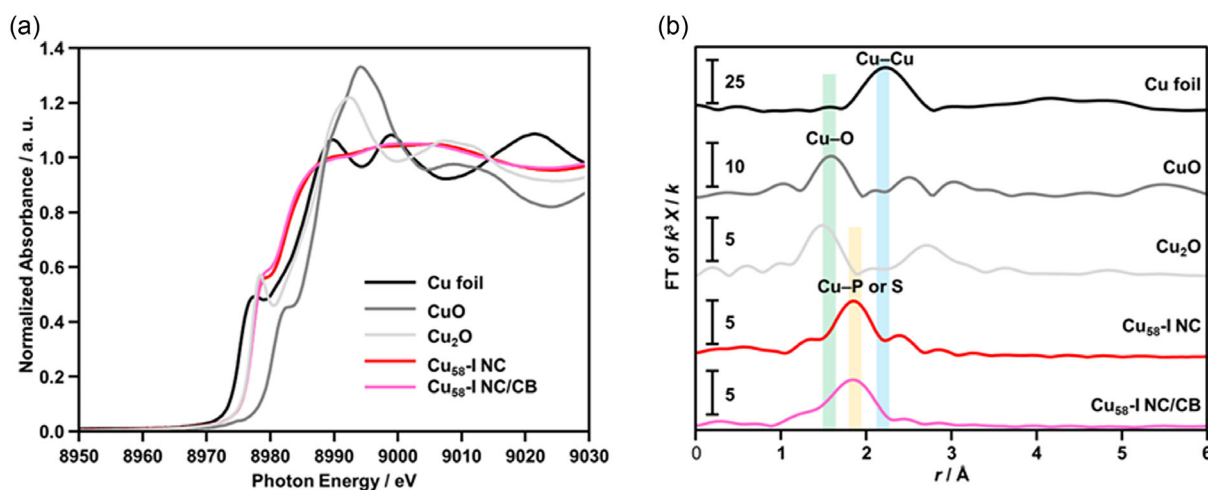 (a)
Normalized Absorbance / a. u.
1.4
1.2
1.0
0.8
0.6
0.4
0.2
0.0
8950 8960 8970 8980 8990 9000 9010 9020 9030
Photon Energy / eV
Cu foil
CuO
Cu₂O
Cu₅₈-I NC
Cu₅₈-I NC/CB
(b)
FT of k³ X / k
Cu–Cu
25
Cu foil
Cu–O
10
CuO
5
Cu₂O
Cu–P or S
5
Cu₅₈-I NC
5
Cu₅₈-I NC/CB
0 1 2 3 4 5 6
r / Å